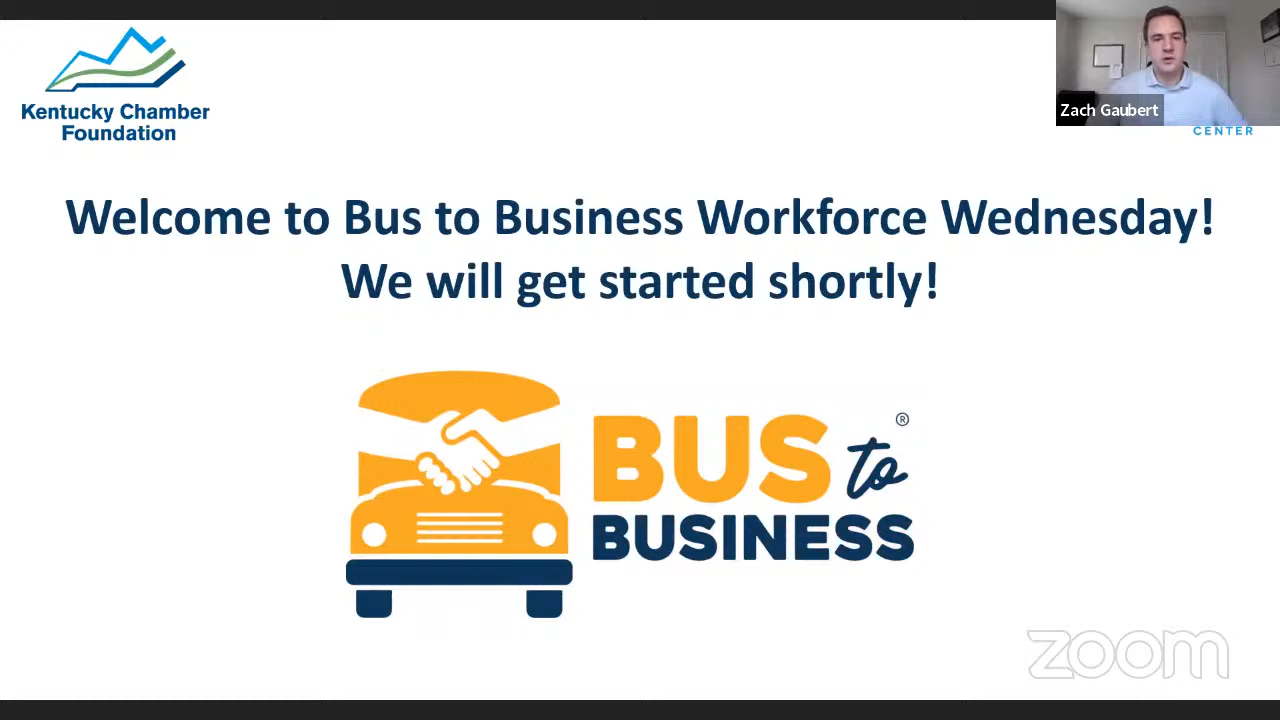 Kentucky Chamber
Foundation
Zach Gaubert
CENTER
Welcome to Bus to Business Workforce Wednesday!
We will get started shortly!
BUS to ®
BUSINESS
zoom